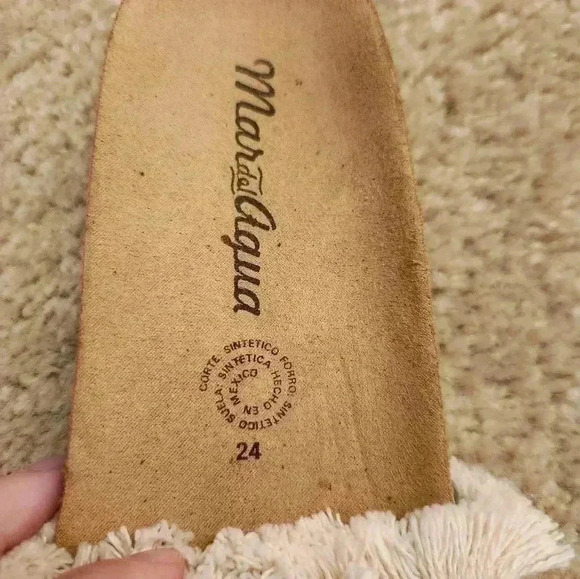 Mar del Agua
CORTE: SINTETICO FORRO: SINTETICO SUELA: SINTETICA HECHO EN MEXICO
24